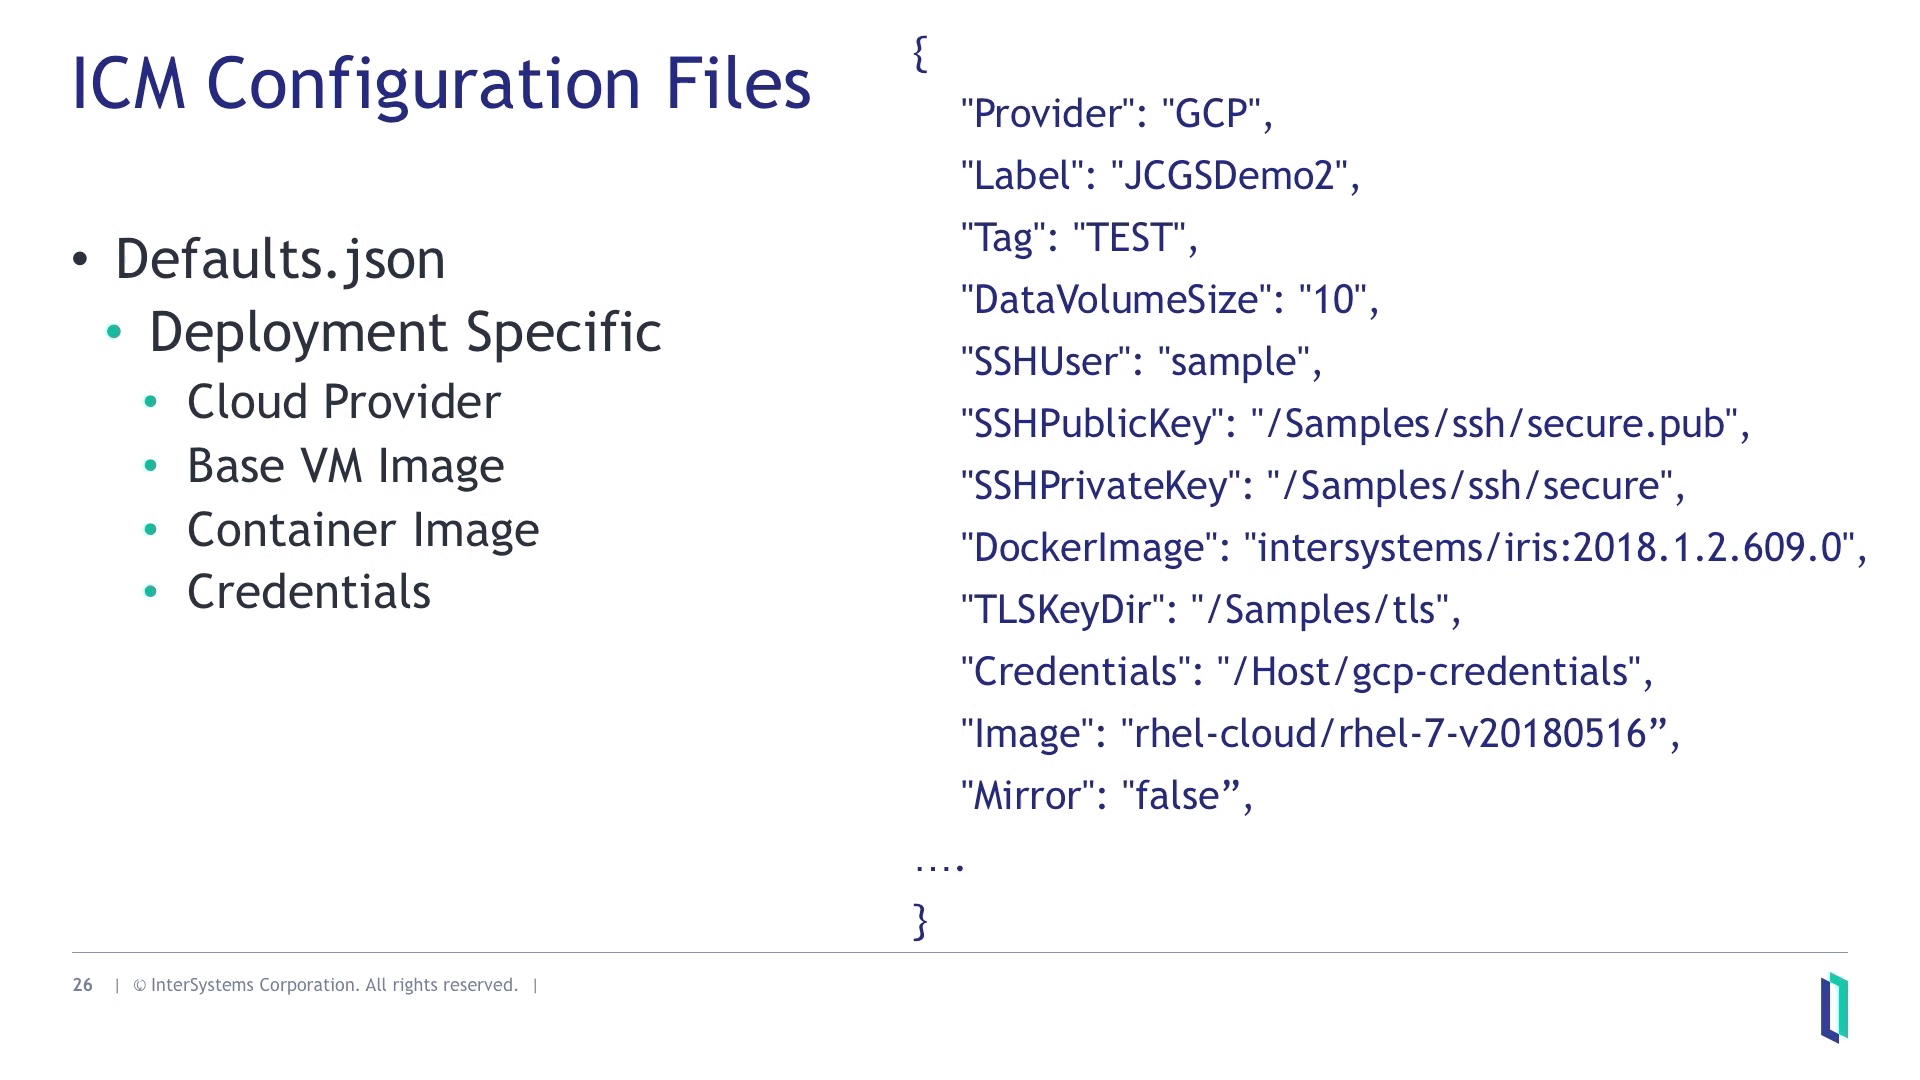 ICM Configuration Files
• Defaults.json
• Deployment Specific
• Cloud Provider
• Base VM Image
• Container Image
• Credentials
{
"Provider": "GCP",
"Label": "JCGSDemo2",
"Tag": "TEST",
"DataVolumeSize": "10",
"SSHUser": "sample",
"SSHPublicKey": "/Samples/ssh/secure.pub",
"SSHPrivateKey": "/Samples/ssh/secure",
"DockerImage": "intersystems/iris:2018.1.2.609.0",
"TLSKeyDir": "/Samples/tls",
"Credentials": "/Host/gcp-credentials",
"Image": "rhel-cloud/rhel-7-v20180516”,
"Mirror": "false”,
….
}
26 | © InterSystems Corporation. All rights reserved. |